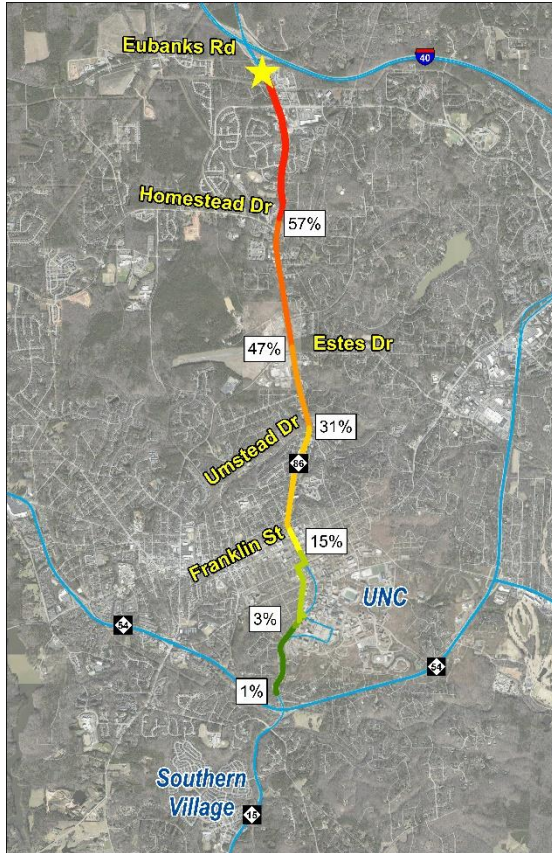 Eubanks Rd
40
Homestead Dr
57%
Estes Dr
47%
31%
Umstead Dr
86
Franklin St
15%
UNC
3%
54
54
1%
Southern
Village
15